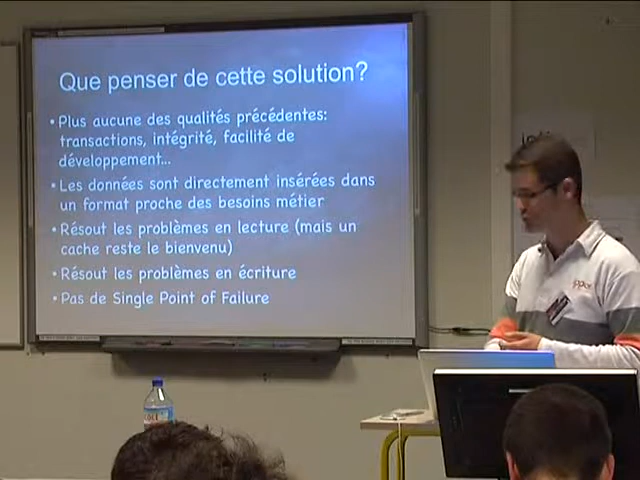 Que penser de cette solution?
• Plus aucune des qualités précédentes:
transactions, intégrité, facilité de
développement...
• Les données sont directement insérées dans
un format proche des besoins métier
• Résout les problèmes en lecture (mais un
cache reste le bienvenu)
• Résout les problèmes en écriture
• Pas de Single Point of Failure